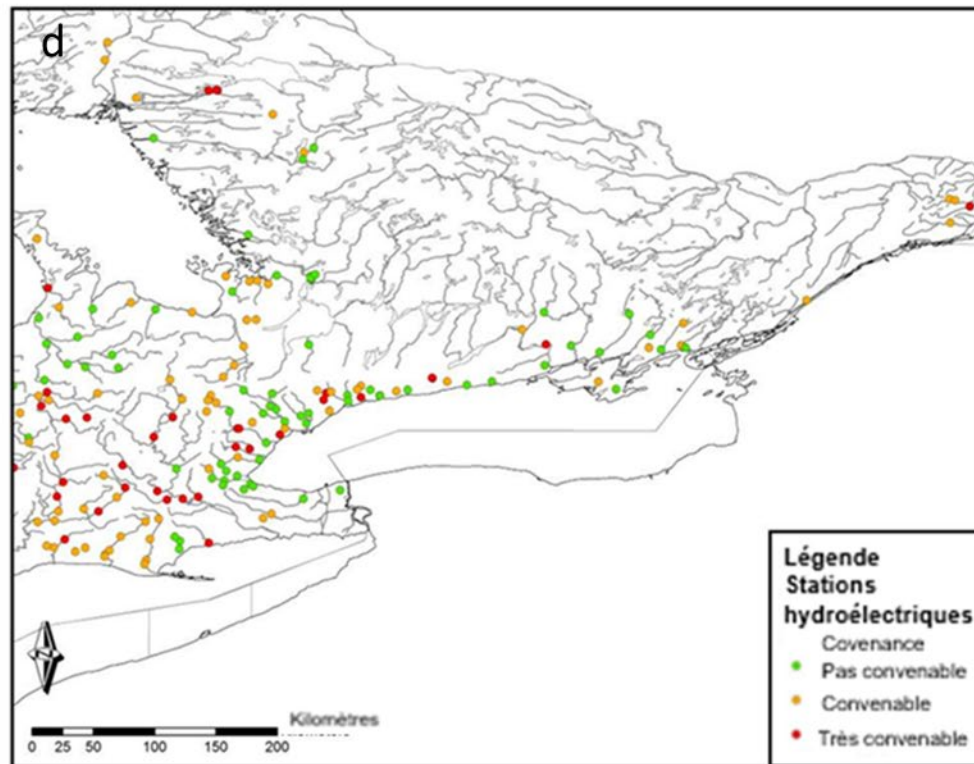 d
Légende
Stations
hydroélectriques
Covenance
Pas convenable
Convenable
Très convenable
Kilomètres
0 25 50 100 150 200